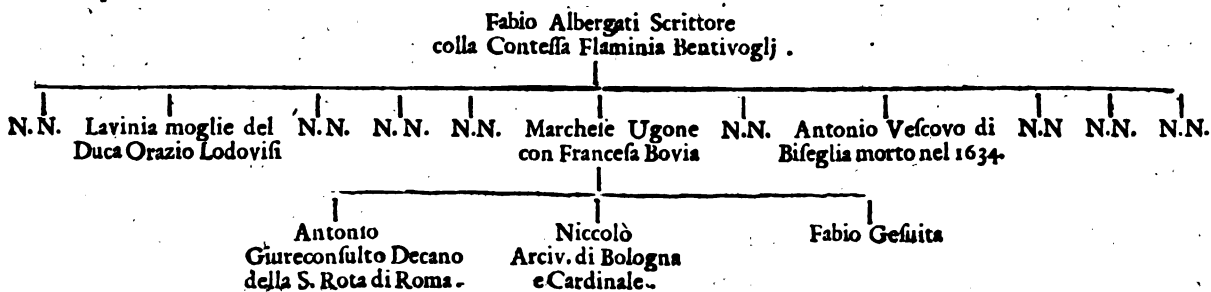 Fabio Albergati Scrittore
colla Conteſſa Flaminia Bentivoglj .
N.N. Lavinia moglie del N.N. N.N. N.N. Marcheſe Ugone N.N. Antonio Veſcovo di N.N N.N. N.N.
Duca Orazio Lodoviſi con Franceſa Bovia Biſeglia morto nel 1634.
Antonio Niccolò Fabio Geſuita
Giureconſulto Decano Arciv. di Bologna
della S. Rota di Roma. e Cardinale.